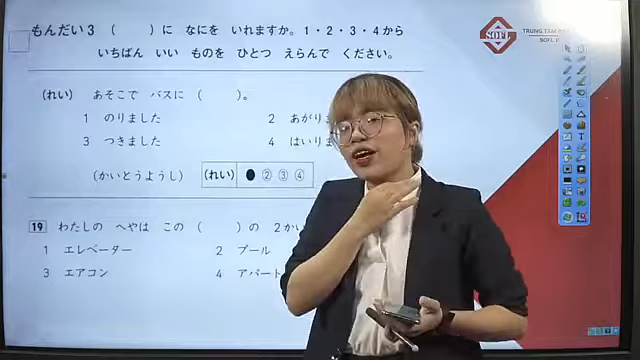 もんだい3 （　　）に なにを いれますか。1・2・3・4から
いちばん いい ものを ひとつ えらんで ください。
SOFL
TRUNG TÂM
SOFL
(れい) あそこで バスに （　　）。
1 のりました
2 あがりま
3 つきました
4 はいりま
(かいとうようし) (れい) ② ③ ④
19 わたしの へやは この （　　）の 2かい
1 エレベーター
2 プール
3 エアコン
4 アパート